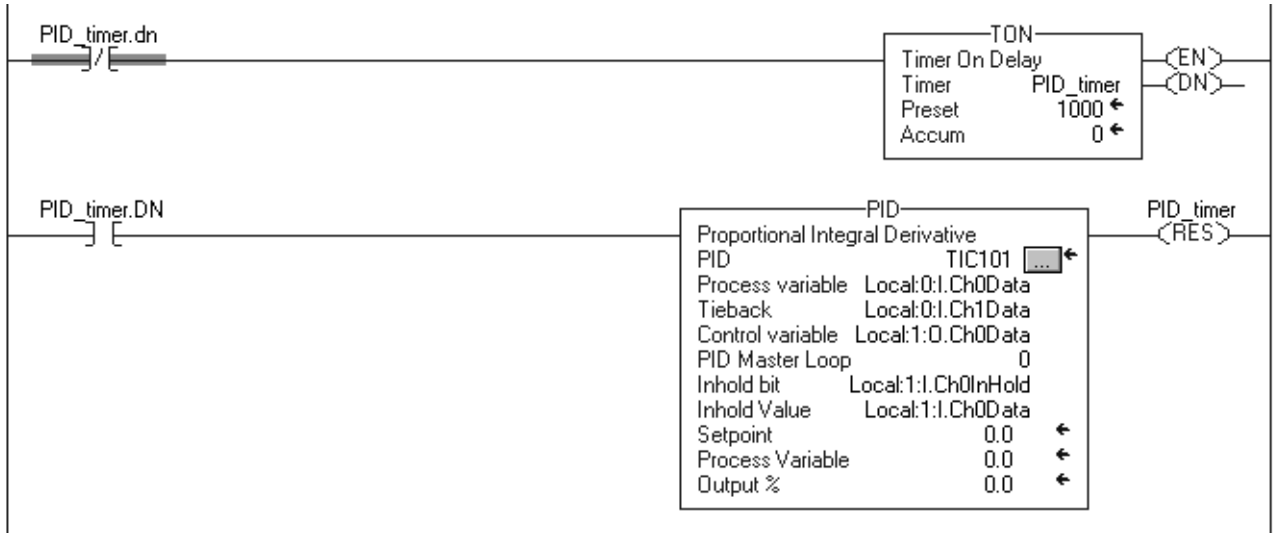 PID_timer.dn
TON
Timer On Delay
Timer PID_timer
Preset 1000
Accum 0
EN
DN
PID_timer.DN
PID
Proportional Integral Derivative
PID TIC101 ...
Process variable Local:0:I.Ch0Data
Tieback Local:0:I.Ch1Data
Control variable Local:1:O.Ch0Data
PID Master Loop 0
Inhold bit Local:1:I.Ch0InHold
Inhold Value Local:1:I.Ch0Data
Setpoint 0.0
Process Variable 0.0
Output % 0.0
PID_timer
RES